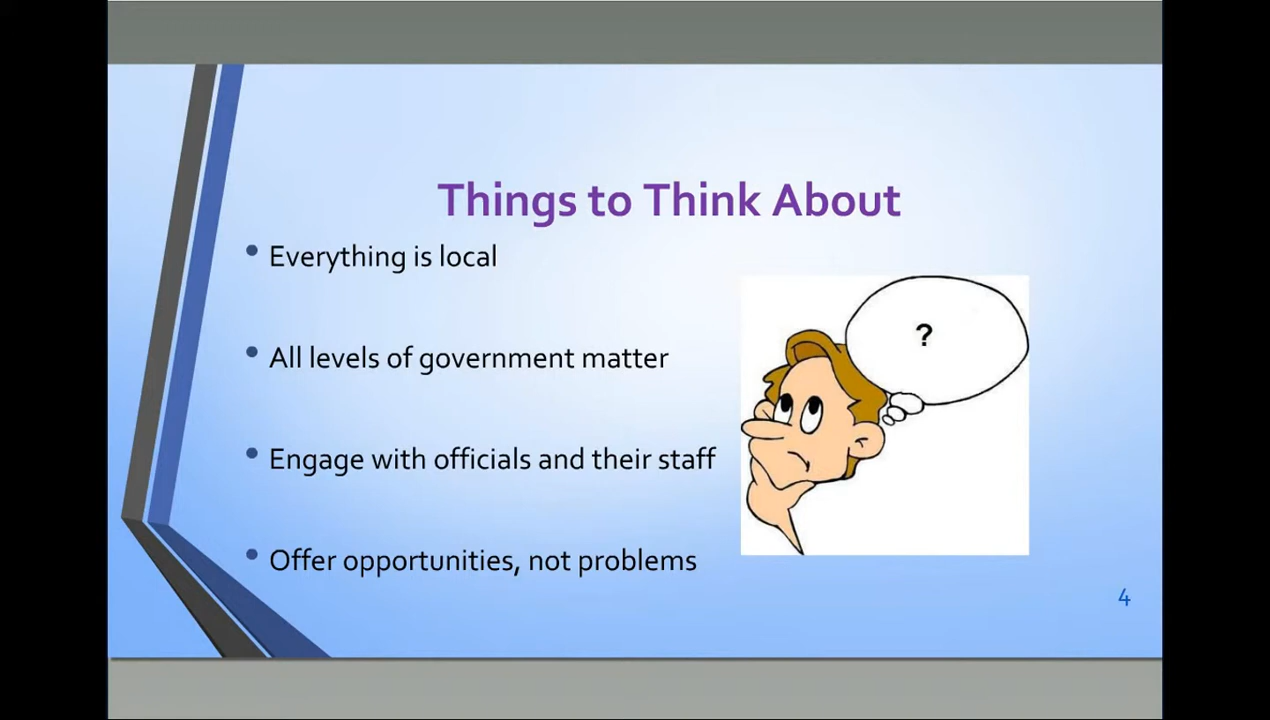 Things to Think About
• Everything is local
• All levels of government matter
• Engage with officials and their staff
• Offer opportunities, not problems
?
4